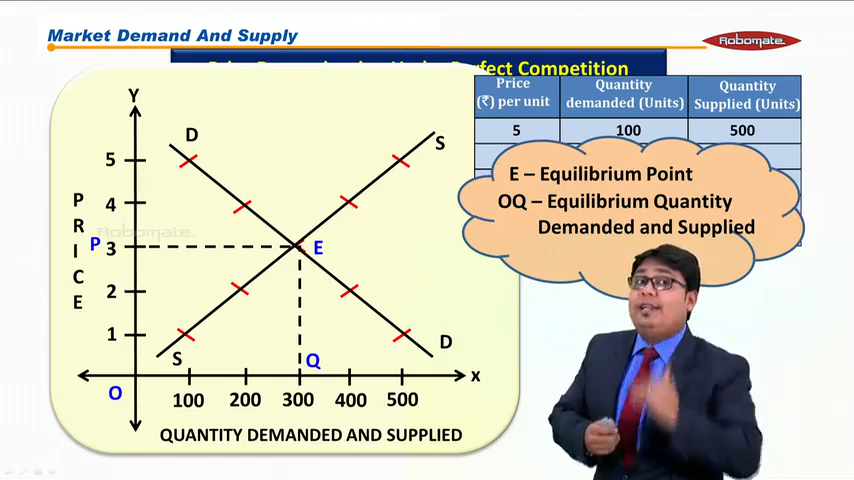 Market Demand And Supply
Robomate
Perfect Competition
Price
(₹) per unit
Quantity
demanded (Units)
Quantity
Supplied (Units)
5 100 500
E – Equilibrium Point
OQ – Equilibrium Quantity
Demanded and Supplied
Y
D
S
5
4
P 3
2
1
PRICE
Robomate
E
S
D
Q
O
X
100 200 300 400 500
QUANTITY DEMANDED AND SUPPLIED